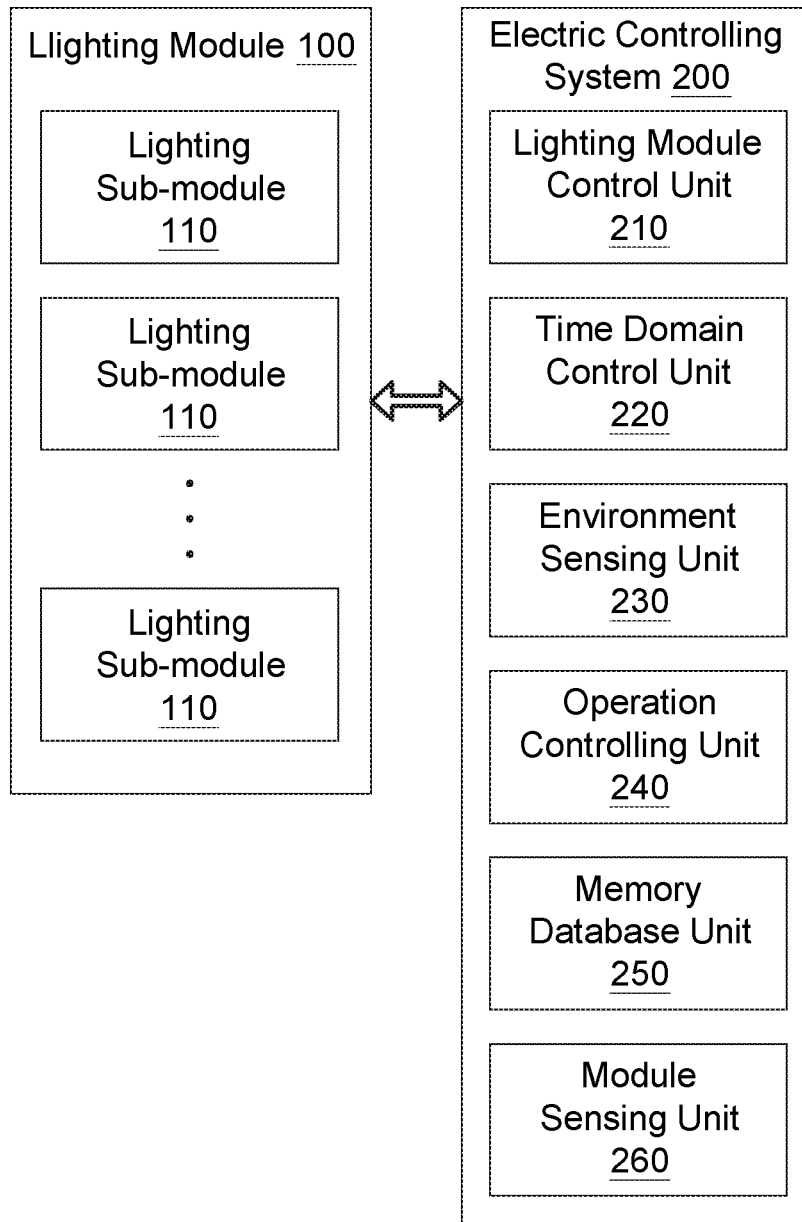 Llighting Module 100
Lighting
Sub-module
110
Lighting
Sub-module
110
Lighting
Sub-module
110
Electric Controlling
System 200
Lighting Module
Control Unit
210
Time Domain
Control Unit
220
Environment
Sensing Unit
230
Operation
Controlling Unit
240
Memory
Database Unit
250
Module
Sensing Unit
260